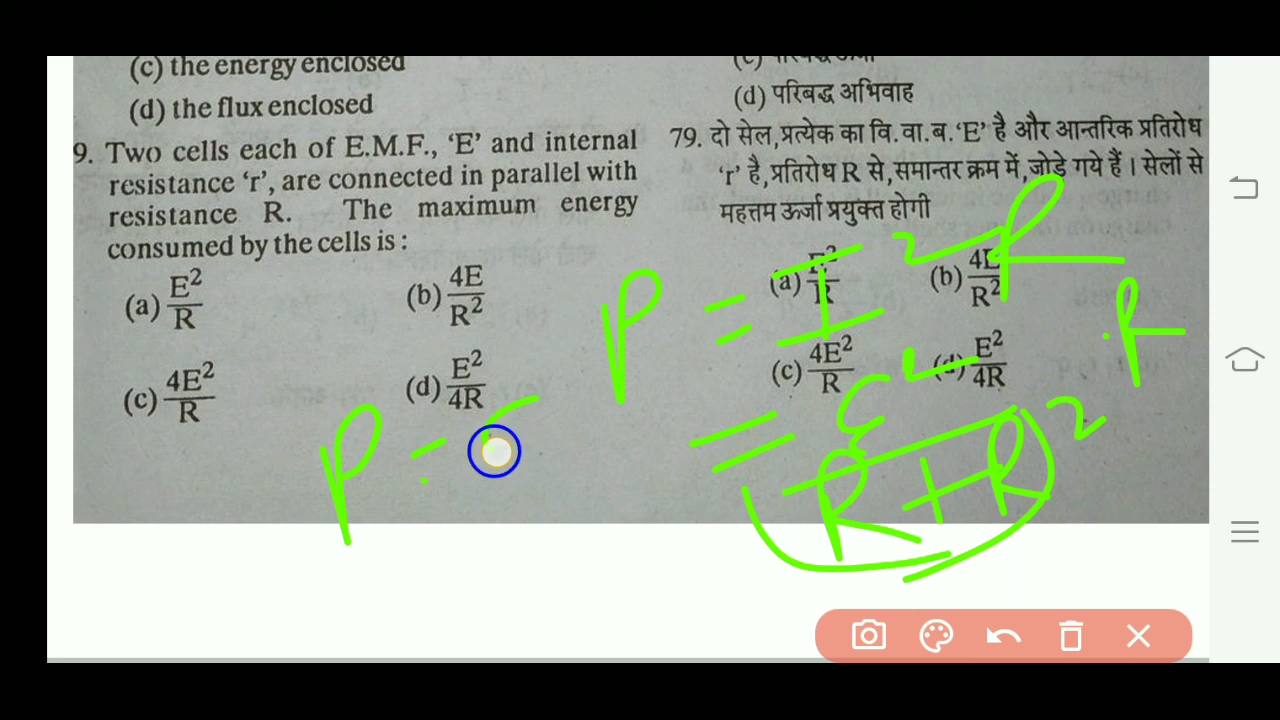 (c) the energy enclosed
(d) the flux enclosed
9. Two cells each of E.M.F., ‘E’ and internal
resistance ‘r’, are connected in parallel with
resistance R. The maximum energy
consumed by the cells is :
(a) E²/R (b) 4E/R²
(c) 4E²/R (d) E²/4R
(d) परिबद्ध अभिवाह
79. दो सेल, प्रत्येक का वि. वा. ब. ‘E’ है और आन्तरिक प्रतिरोध
‘r’ है, प्रतिरोध R से, समान्तर क्रम में, जोड़े गये हैं । सेलों से
महत्तम ऊर्जा प्रयुक्त होगी
(a) E²/R (b) 4E/R²
(c) 4E²/R (d) E²/4R
P = I²R
= ε²/(R+R)² · R
P =